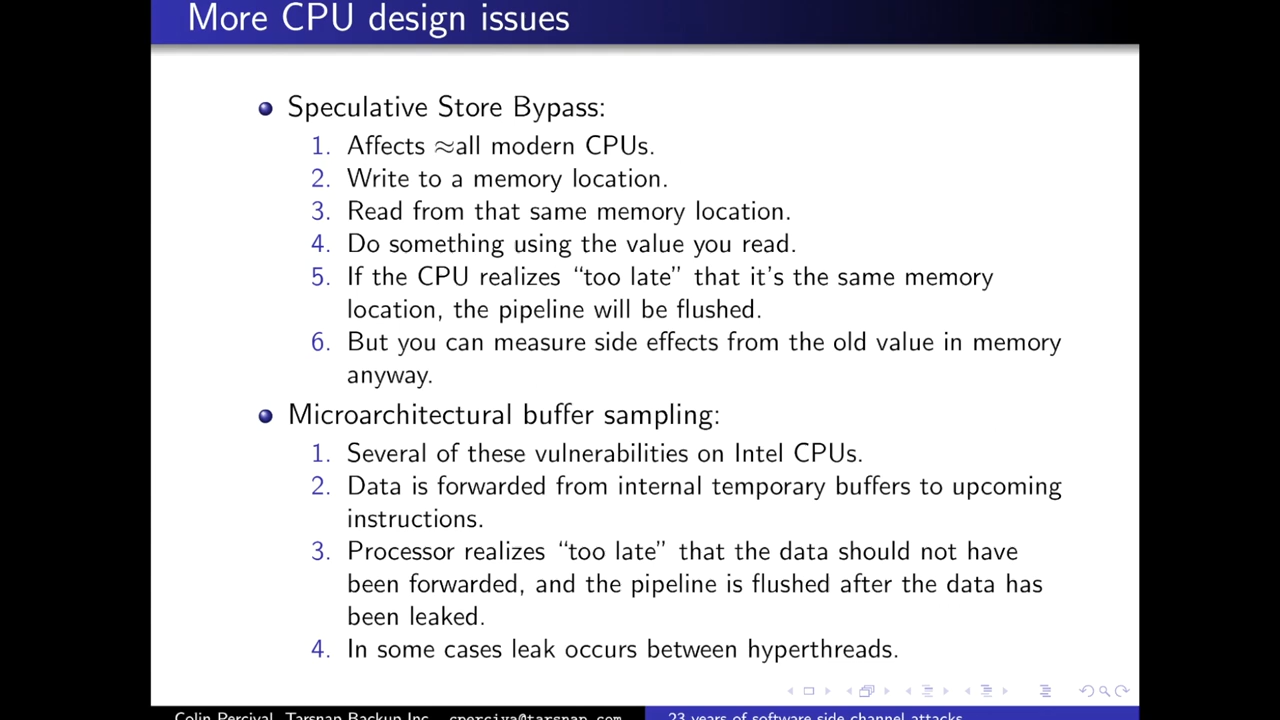 More CPU design issues
Speculative Store Bypass:
1. Affects ≈all modern CPUs.
2. Write to a memory location.
3. Read from that same memory location.
4. Do something using the value you read.
5. If the CPU realizes “too late” that it's the same memory
location, the pipeline will be flushed.
6. But you can measure side effects from the old value in memory
anyway.
Microarchitectural buffer sampling:
1. Several of these vulnerabilities on Intel CPUs.
2. Data is forwarded from internal temporary buffers to upcoming
instructions.
3. Processor realizes “too late” that the data should not have
been forwarded, and the pipeline is flushed after the data has
been leaked.
4. In some cases leak occurs between hyperthreads.
Colin Percival, Tarsnap Backup Inc. cperciva@tarsnap.com
23 years of software side channel attacks